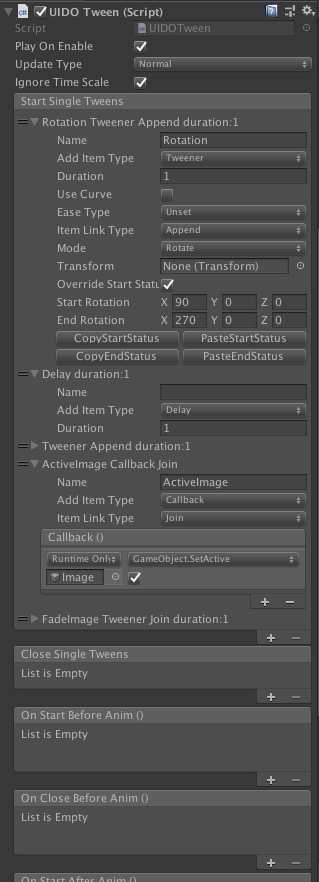 UIDO Tween (Script)
Script UIDOTween
Play On Enable
Update Type Normal
Ignore Time Scale
Start Single Tweens
Rotation Tweener Append duration:1
Name Rotation
Add Item Type Tweener
Duration 1
Use Curve
Ease Type Unset
Item Link Type Append
Mode Rotate
Transform None (Transform)
Override Start Statu
Start Rotation X 90 Y 0 Z 0
End Rotation X 270 Y 0 Z 0
CopyStartStatus PasteStartStatus
CopyEndStatus PasteEndStatus
Delay duration:1
Name
Add Item Type Delay
Duration 1
Tweener Append duration:1
ActiveImage Callback Join
Name ActiveImage
Add Item Type Callback
Item Link Type Join
Callback ()
Runtime Only GameObject.SetActive
Image
+ −
FadeImage Tweener Join duration:1
+ −
Close Single Tweens
List is Empty
+ −
On Start Before Anim ()
List is Empty
+ −
On Close Before Anim ()
List is Empty
+ −
On Start After Anim ()